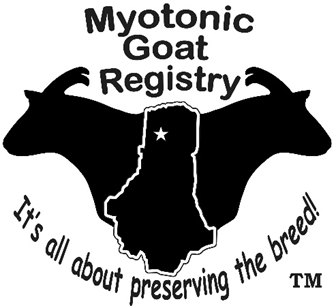 Myotonic
Goat
Registry
It's all about preserving the breed!
TM